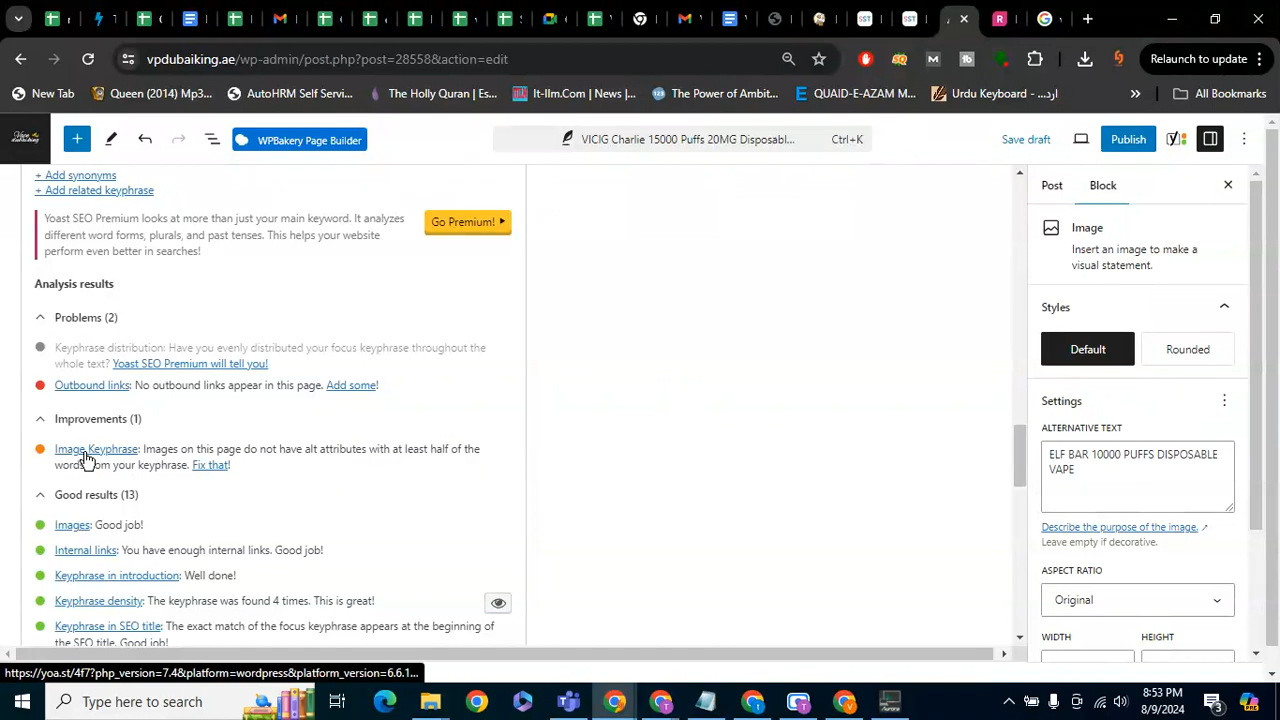 vpdubaiking.ae/wp-admin/post.php?post=28558&action=edit
Relaunch to update
New Tab
Queen (2014) Mp3...
AutoHRM Self Servi...
The Holly Quran | Es...
It-Ilm.Com | News |...
The Power of Ambit...
QUAID-E-AZAM M...
Urdu Keyboard - اردو...
»
All Bookmarks
WPBakery Page Builder
VICIG Charlie 15000 Puffs 20MG Disposabl...
Ctrl+K
Save draft
Publish
+ Add synonyms
+ Add related keyphrase
Yoast SEO Premium looks at more than just your main keyword. It analyzes
different word forms, plurals, and past tenses. This helps your website
perform even better in searches!
Go Premium!
Analysis results
Problems (2)
Keyphrase distribution: Have you evenly distributed your focus keyphrase throughout the
whole text? Yoast SEO Premium will tell you!
Outbound links: No outbound links appear in this page. Add some!
Improvements (1)
Image Keyphrase: Images on this page do not have alt attributes with at least half of the
words from your keyphrase. Fix that!
Good results (13)
Images: Good job!
Internal links: You have enough internal links. Good job!
Keyphrase in introduction: Well done!
Keyphrase density: The keyphrase was found 4 times. This is great!
Keyphrase in SEO title: The exact match of the focus keyphrase appears at the beginning of
the SEO title. Good job!
Post
Block
Image
Insert an image to make a
visual statement.
Styles
Default
Rounded
Settings
ALTERNATIVE TEXT
ELF BAR 10000 PUFFS DISPOSABLE
VAPE
Describe the purpose of the image.
Leave empty if decorative.
ASPECT RATIO
Original
WIDTH
HEIGHT
https://yoa.st/4f7?php_version=7.48&platform=wordpress&platform_version=6.6.1...
Type here to search
8:53 PM
8/9/2024
3